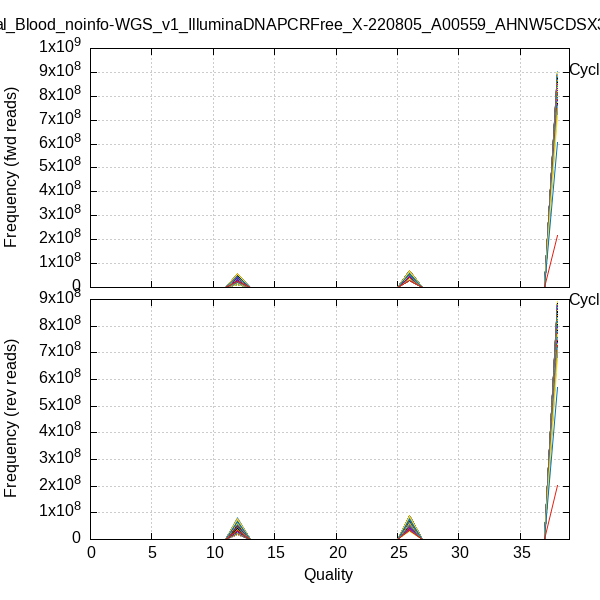 al_Blood_noinfo-WGS_v1_IlluminaDNAPCRFree_X-220805_A00559_AHNW5CDSX3
1x10⁹
9x10⁸
8x10⁸
7x10⁸
6x10⁸
5x10⁸
4x10⁸
3x10⁸
2x10⁸
1x10⁸
0
Frequency (fwd reads)
Cycl
9x10⁸
8x10⁸
7x10⁸
6x10⁸
5x10⁸
4x10⁸
3x10⁸
2x10⁸
1x10⁸
0
Frequency (rev reads)
Cycl
0 5 10 15 20 25 30 35
Quality